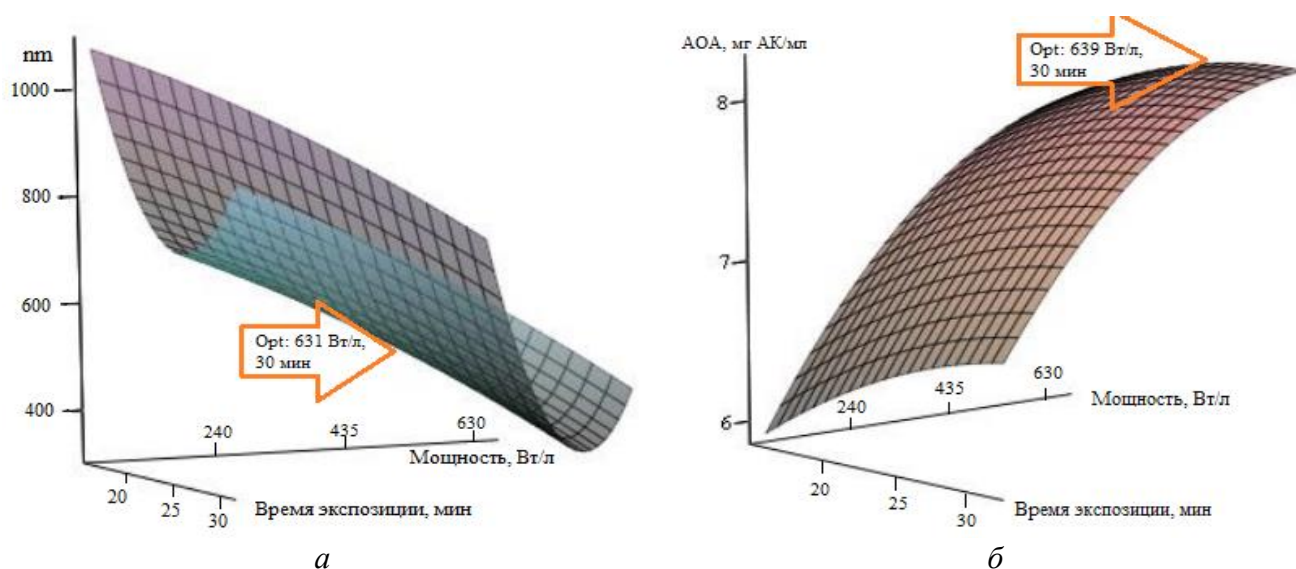 nm
1000
800
600
400
Opt: 631 Вт/л,
30 мин
240
435
630
Мощность, Вт/л
20
25
30
Время экспозиции, мин
а
АОА, мг АК/мл
Opt: 639 Вт/л,
30 мин
8
7
6
240
435
630
Мощность, Вт/л
20
25
30
Время экспозиции, мин
б